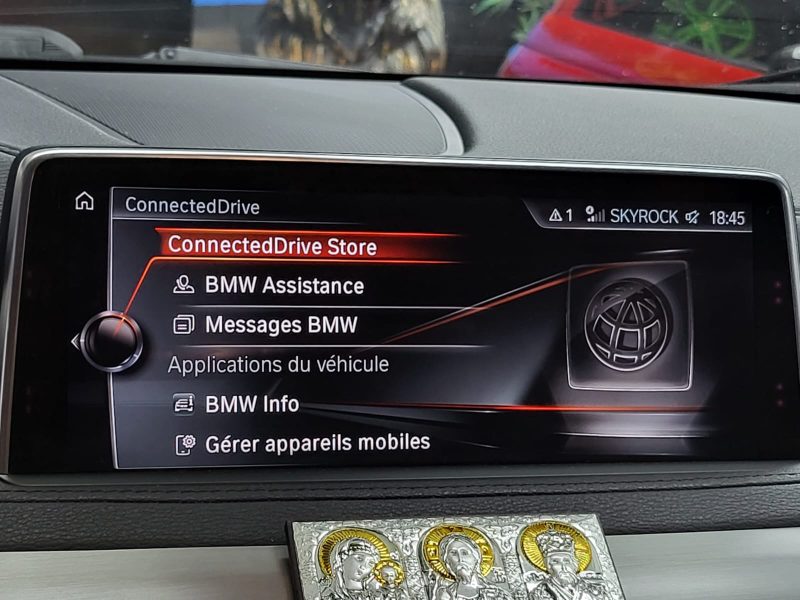 ConnectedDrive
1 SKYROCK 18:45
ConnectedDrive Store
BMW Assistance
Messages BMW
Applications du véhicule
BMW Info
Gérer appareils mobiles